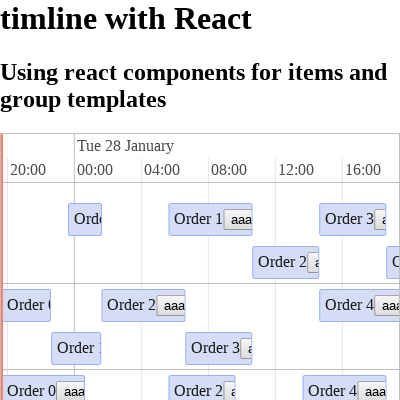 timline with React
Using react components for items and
group templates
Tue 28 January
20:00 00:00 04:00 08:00 12:00 16:00
Order 1 aaa Order 3
Order 2
Order Order 2 aaa Order 4 aaa
Order Order 3
Order 0 aaa Order 2 Order 4 aaa